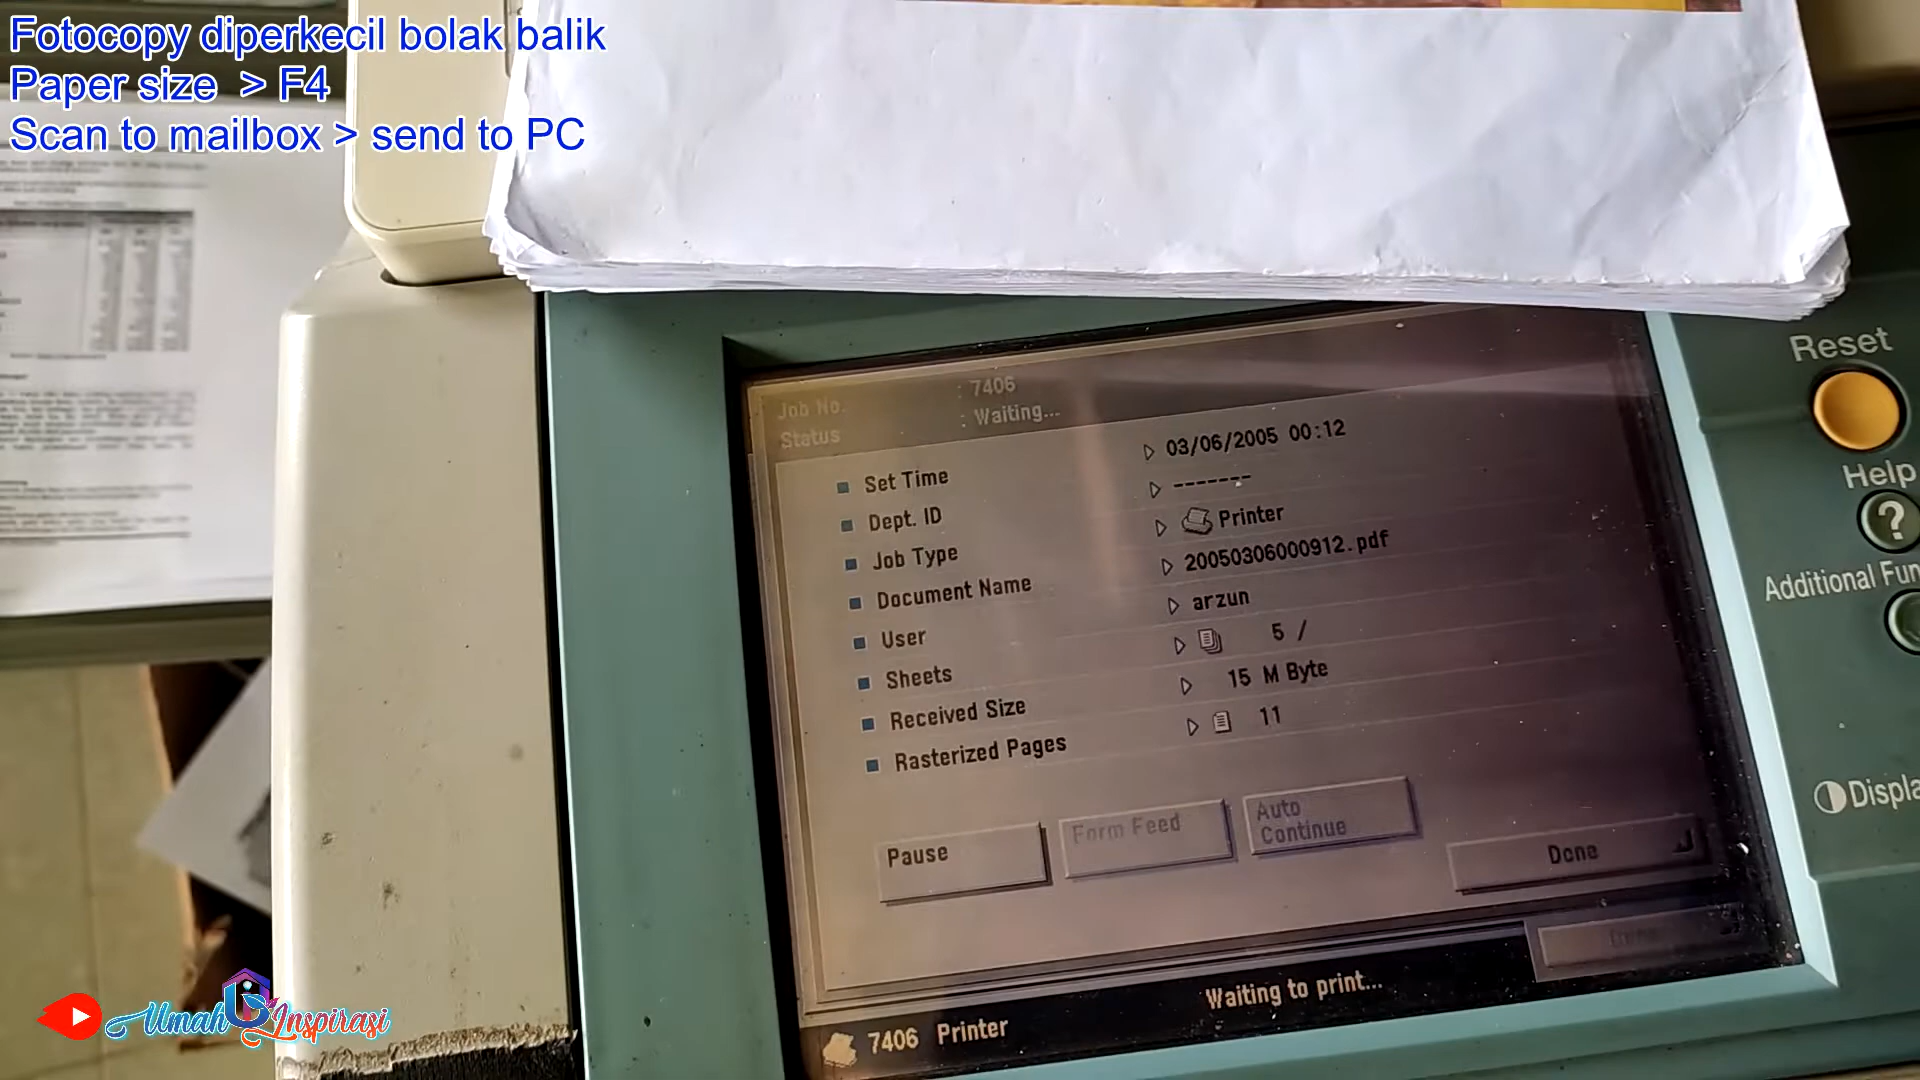 Fotocopy diperkecil bolak balik
Paper size > F4
Scan to mailbox > send to PC
Reset
Help
?
Additional Fun
Displa
Job No. : 7406
Status : Waiting...
Set Time 03/06/2005 00:12
Dept. ID -------
Job Type Printer
Document Name 20050306000912.pdf
User arzun
Sheets 5 /
Received Size 15 M Byte
Rasterized Pages 11
Pause
Form Feed
Auto Continue
Done
Waiting to print...
7406 Printer
Umah Inspirasi